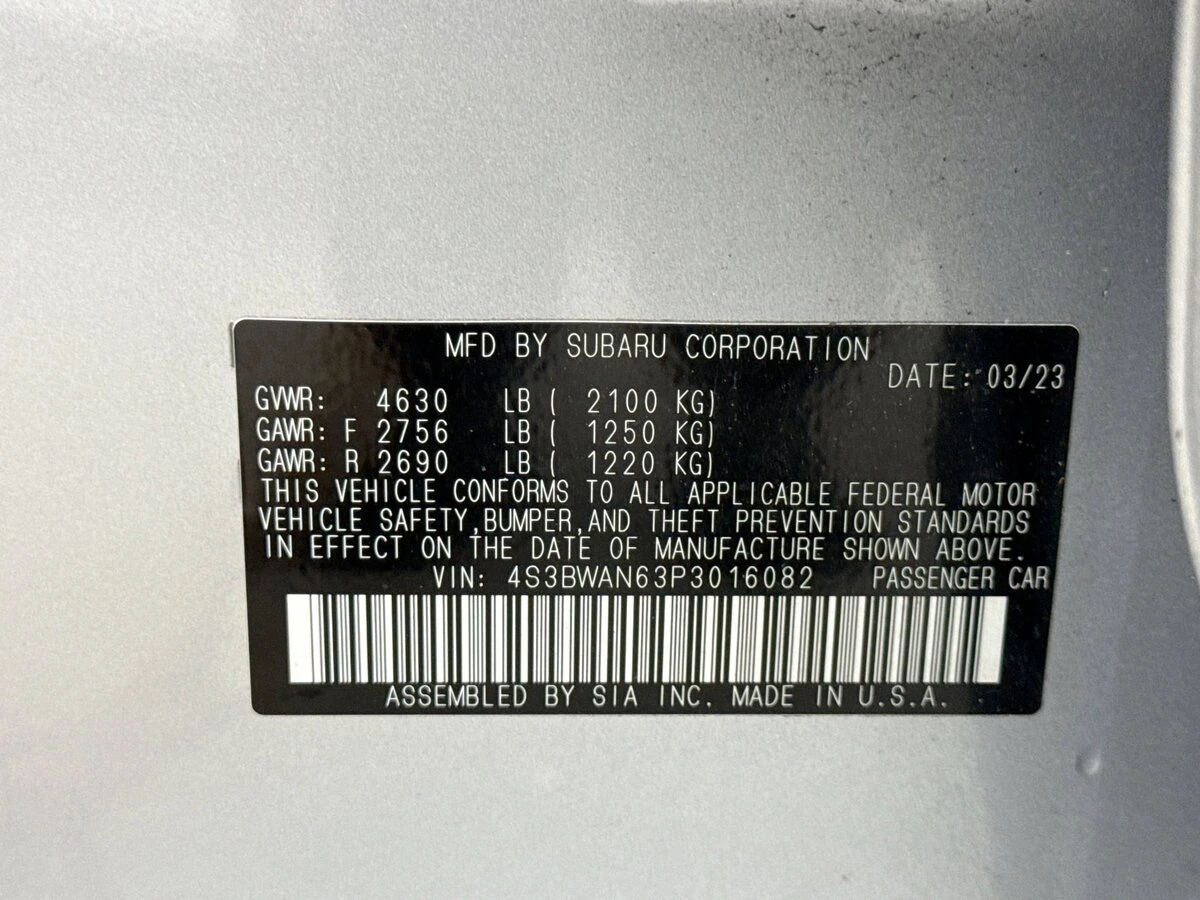 MFD BY SUBARU CORPORATION
DATE: 03/23
GVWR: 4630 LB ( 2100 KG)
GAWR: F 2756 LB ( 1250 KG)
GAWR: R 2690 LB ( 1220 KG)
THIS VEHICLE CONFORMS TO ALL APPLICABLE FEDERAL MOTOR
VEHICLE SAFETY,BUMPER,AND THEFT PREVENTION STANDARDS
IN EFFECT ON THE DATE OF MANUFACTURE SHOWN ABOVE.
VIN: 4S3BWAN63P3016082 PASSENGER CAR
ASSEMBLED BY SIA INC. MADE IN U.S.A.